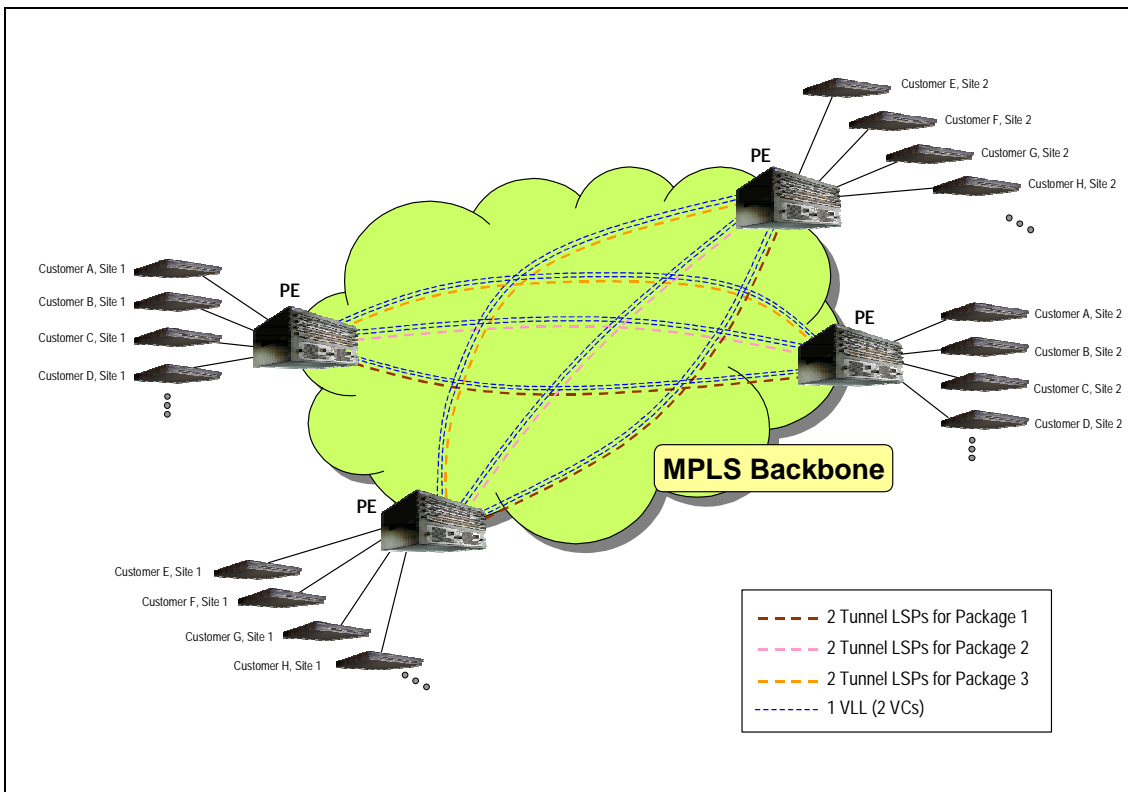 Customer E, Site 2
Customer F, Site 2
Customer G, Site 2
Customer H, Site 2
PE
Customer A, Site 1
Customer B, Site 1
Customer C, Site 1
Customer D, Site 1
PE
PE
Customer A, Site 2
Customer B, Site 2
Customer C, Site 2
Customer D, Site 2
MPLS Backbone
PE
Customer E, Site 1
Customer F, Site 1
Customer G, Site 1
Customer H, Site 1
2 Tunnel LSPs for Package 1
2 Tunnel LSPs for Package 2
2 Tunnel LSPs for Package 3
1 VLL (2 VCs)